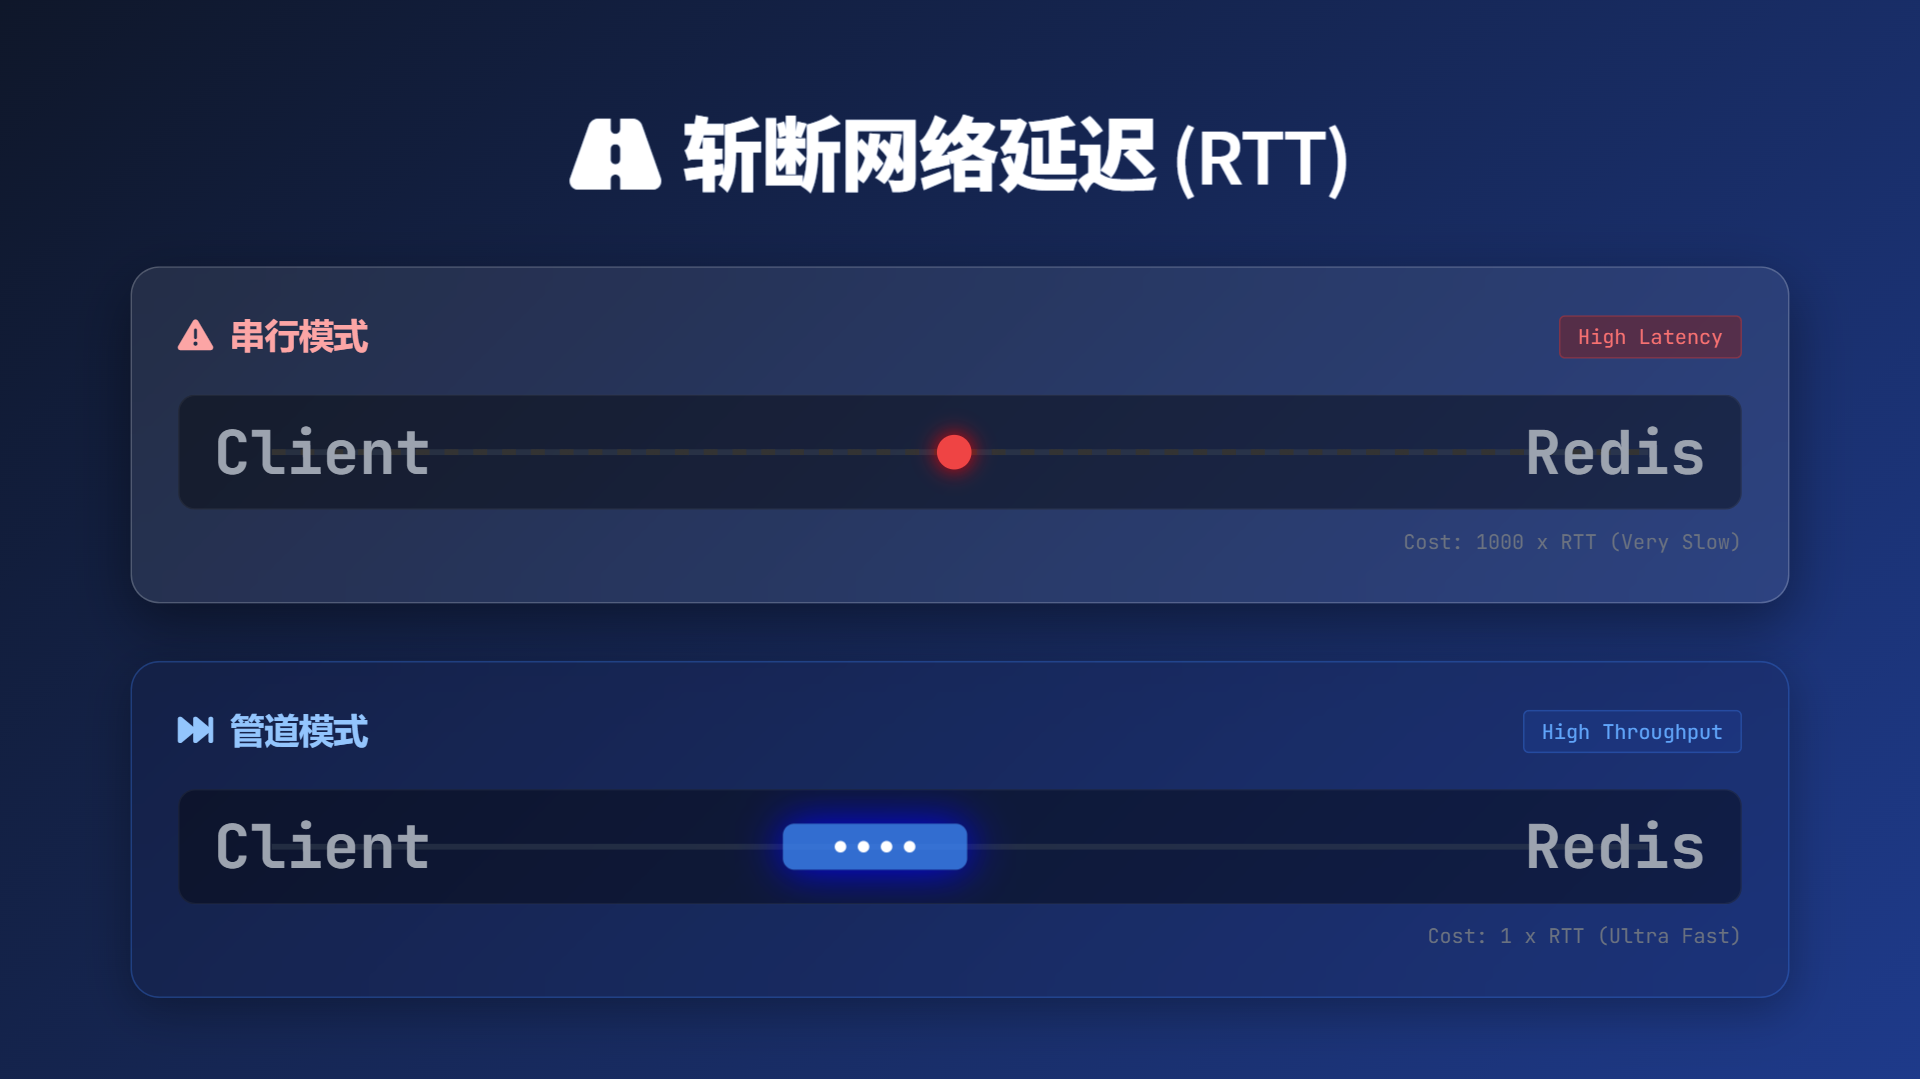 斩断网络延迟 (RTT)
串行模式
High Latency
Client
Redis
Cost: 1000 x RTT (Very Slow)
管道模式
High Throughput
Client
Redis
Cost: 1 x RTT (Ultra Fast)